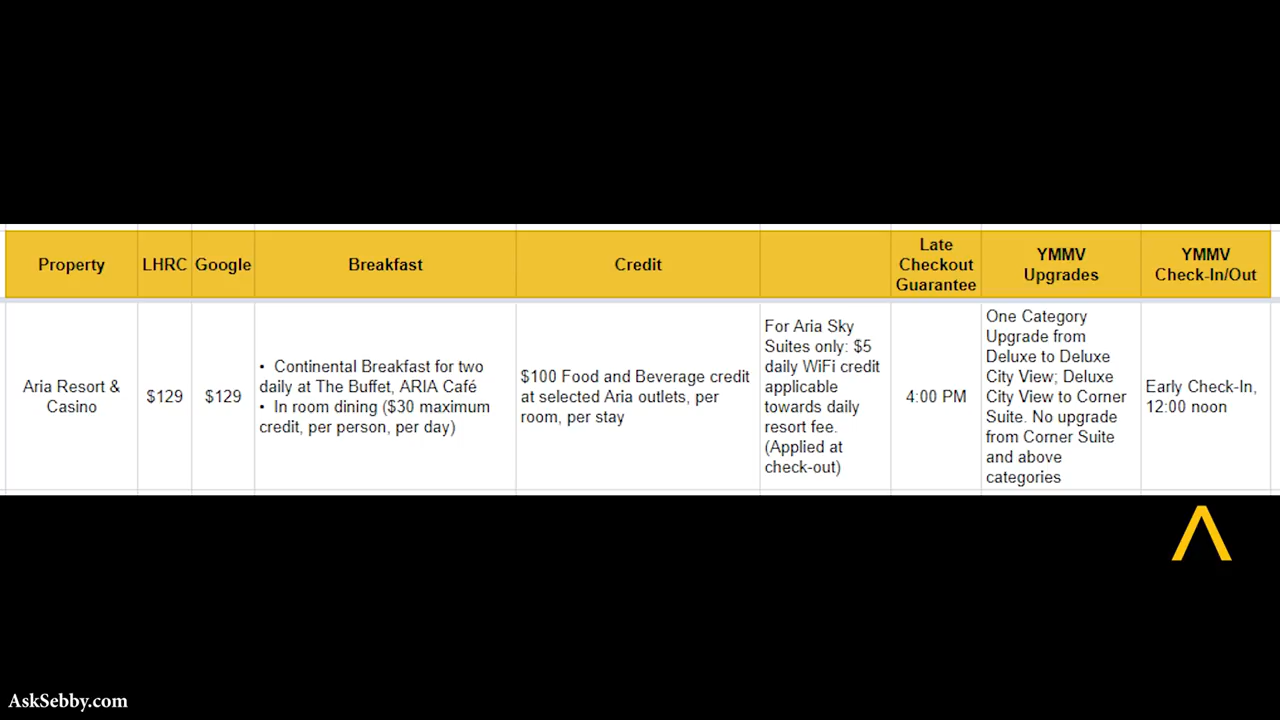 Property
LHRC
Google
Breakfast
Credit
Late
Checkout
Guarantee
YMMV
Upgrades
YMMV
Check-In/Out
Aria Resort &
Casino
$129
$129
• Continental Breakfast for two
daily at The Buffet, ARIA Café
• In room dining ($30 maximum
credit, per person, per day)
$100 Food and Beverage credit
at selected Aria outlets, per
room, per stay
For Aria Sky
Suites only: $5
daily WiFi credit
applicable
towards daily
resort fee.
(Applied at
check-out)
4:00 PM
One Category
Upgrade from
Deluxe to Deluxe
City View; Deluxe
City View to Corner
Suite. No upgrade
from Corner Suite
and above
categories
Early Check-In,
12:00 noon
AskSebby.com